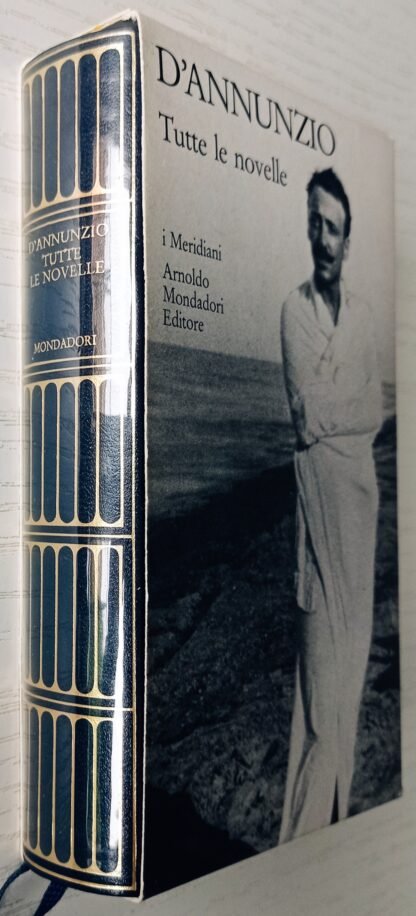 D'ANNUNZIO
TUTTE
LE NOVELLE
MONDADORI
D'ANNUNZIO
Tutte le novelle
i Meridiani
Arnoldo
Mondadori
Editore